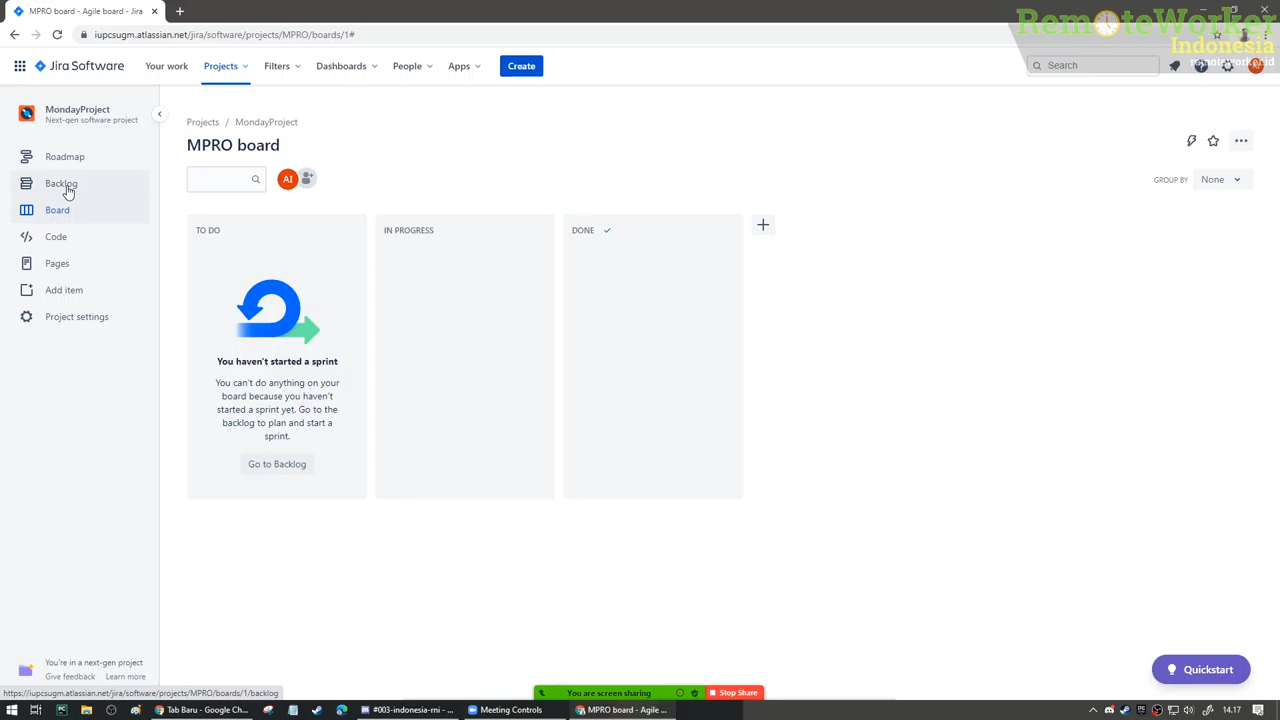 MPRO board - Agile board - Jira
iupcsugm.atlassian.net/jira/software/projects/MPRO/boards/1#
RemoteWorker
Indonesia
remoteworker.id
Jira Software
Your work
Projects
Filters
Dashboards
People
Apps
Create
Search
MondayProject
Next-gen software project
Roadmap
Backlog
Board
Code
Pages
Add item
Project settings
Projects / MondayProject
MPRO board
AI
GROUP BY
None
TO DO
IN PROGRESS
DONE
You haven't started a sprint
You can't do anything on your
board because you haven't
started a sprint yet. Go to the
backlog to plan and start a
sprint.
Go to Backlog
Quickstart
You're in a next-gen project
Give feedback
Learn more
https://iupcsugm.atlassian.net/jira/software/projects/MPRO/boards/1/backlog
You are screen sharing
Stop Share
Tab Baru - Google Ch...
#003-indonesia-rni - ...
Meeting Controls
MPRO board - Agile ...
14.17